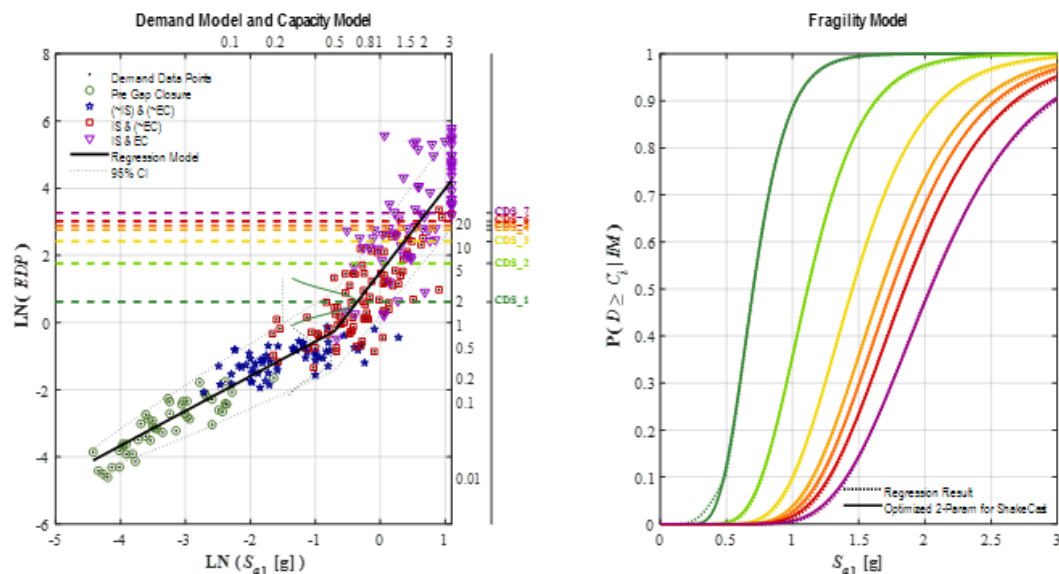 Demand Model and Capacity Model
0.1 0.2 0.5 0.8 1 1.5 2 3
8
6
4
2
0
-2
-4
-6
Demand Data Points
Pre Gap Closure
(~IS) & (~EC)
IS & (~EC)
IS & EC
Regression Model
95% CI
LN(EDP)
20
10
5
2
1
0.5
0.2
0.1
0.01
CDS_7
CDS_3
CDS_2
CDS_1
-5 -4 -3 -2 -1 0 1
LN (S_a1 [g])
Fragility Model
1
0.9
0.8
0.7
0.6
0.5
0.4
0.3
0.2
0.1
0
P(D ≥ C_i | IM)
Regression Result
Optimized 2-Param for ShakeCast
0 0.5 1 1.5 2 2.5 3
S_a1 [g]